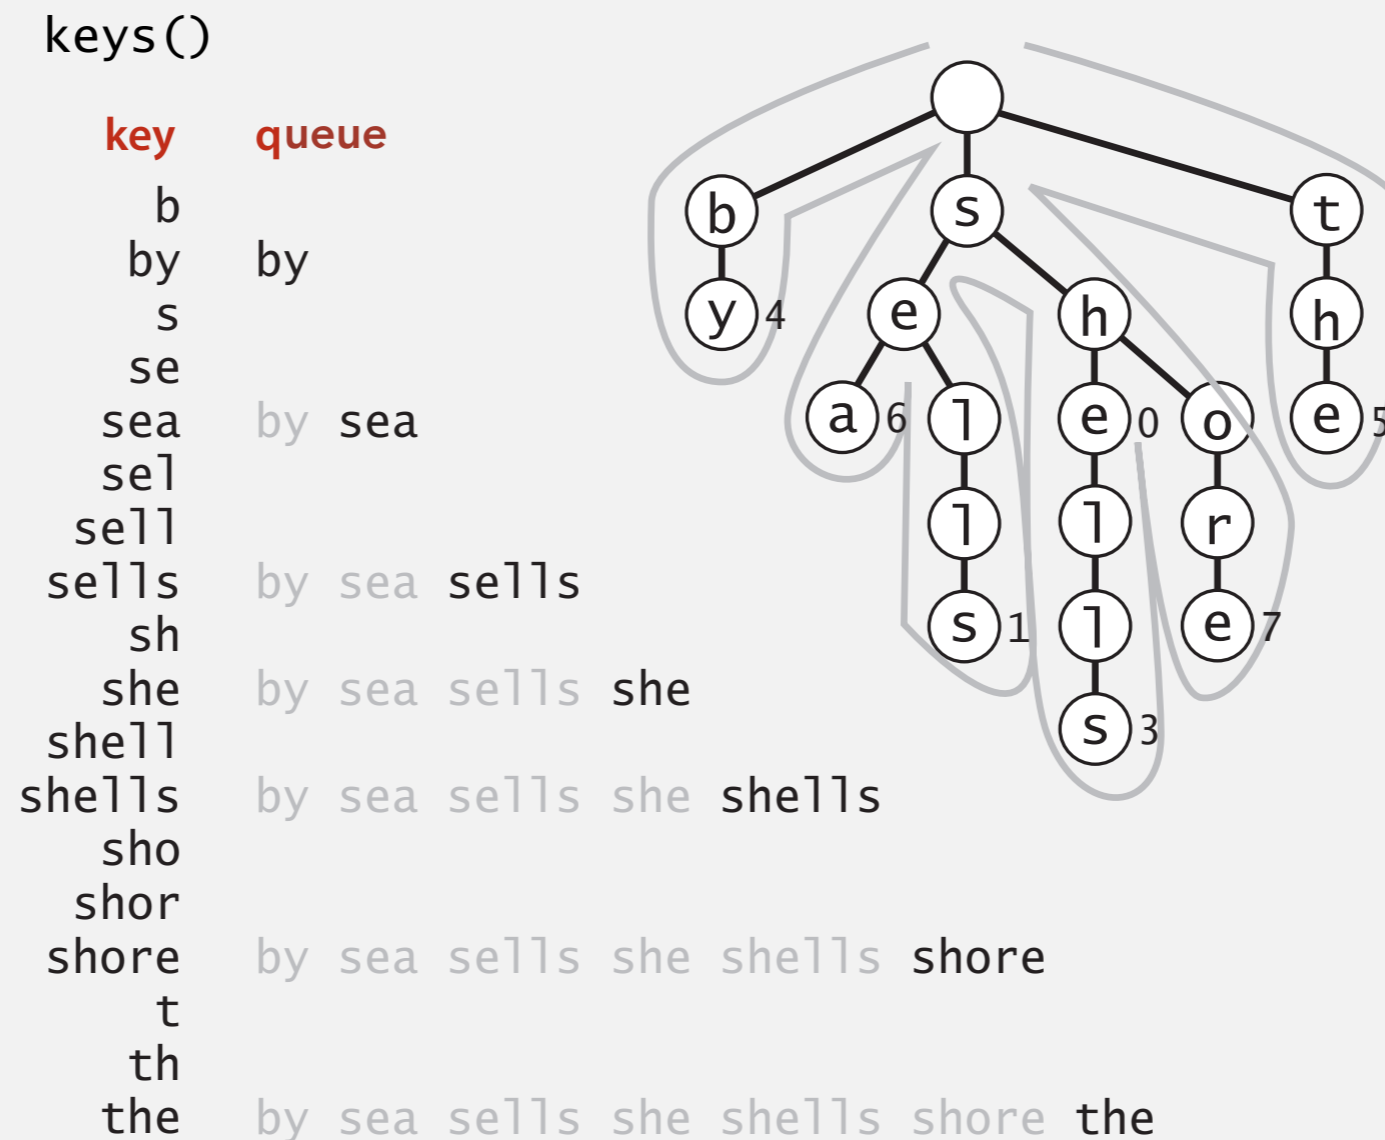 keys()
key queue
b
by by
s
se
sea by sea
sel
sell
sells by sea sells
sh
she by sea sells she
shell
shells by sea sells she shells
sho
shor
shore by sea sells she shells shore
t
th
the by sea sells she shells shore the
b s t
y 4 e h h
a 6 l e 0 o e 5
l l r
s 1 l e 7
s 3